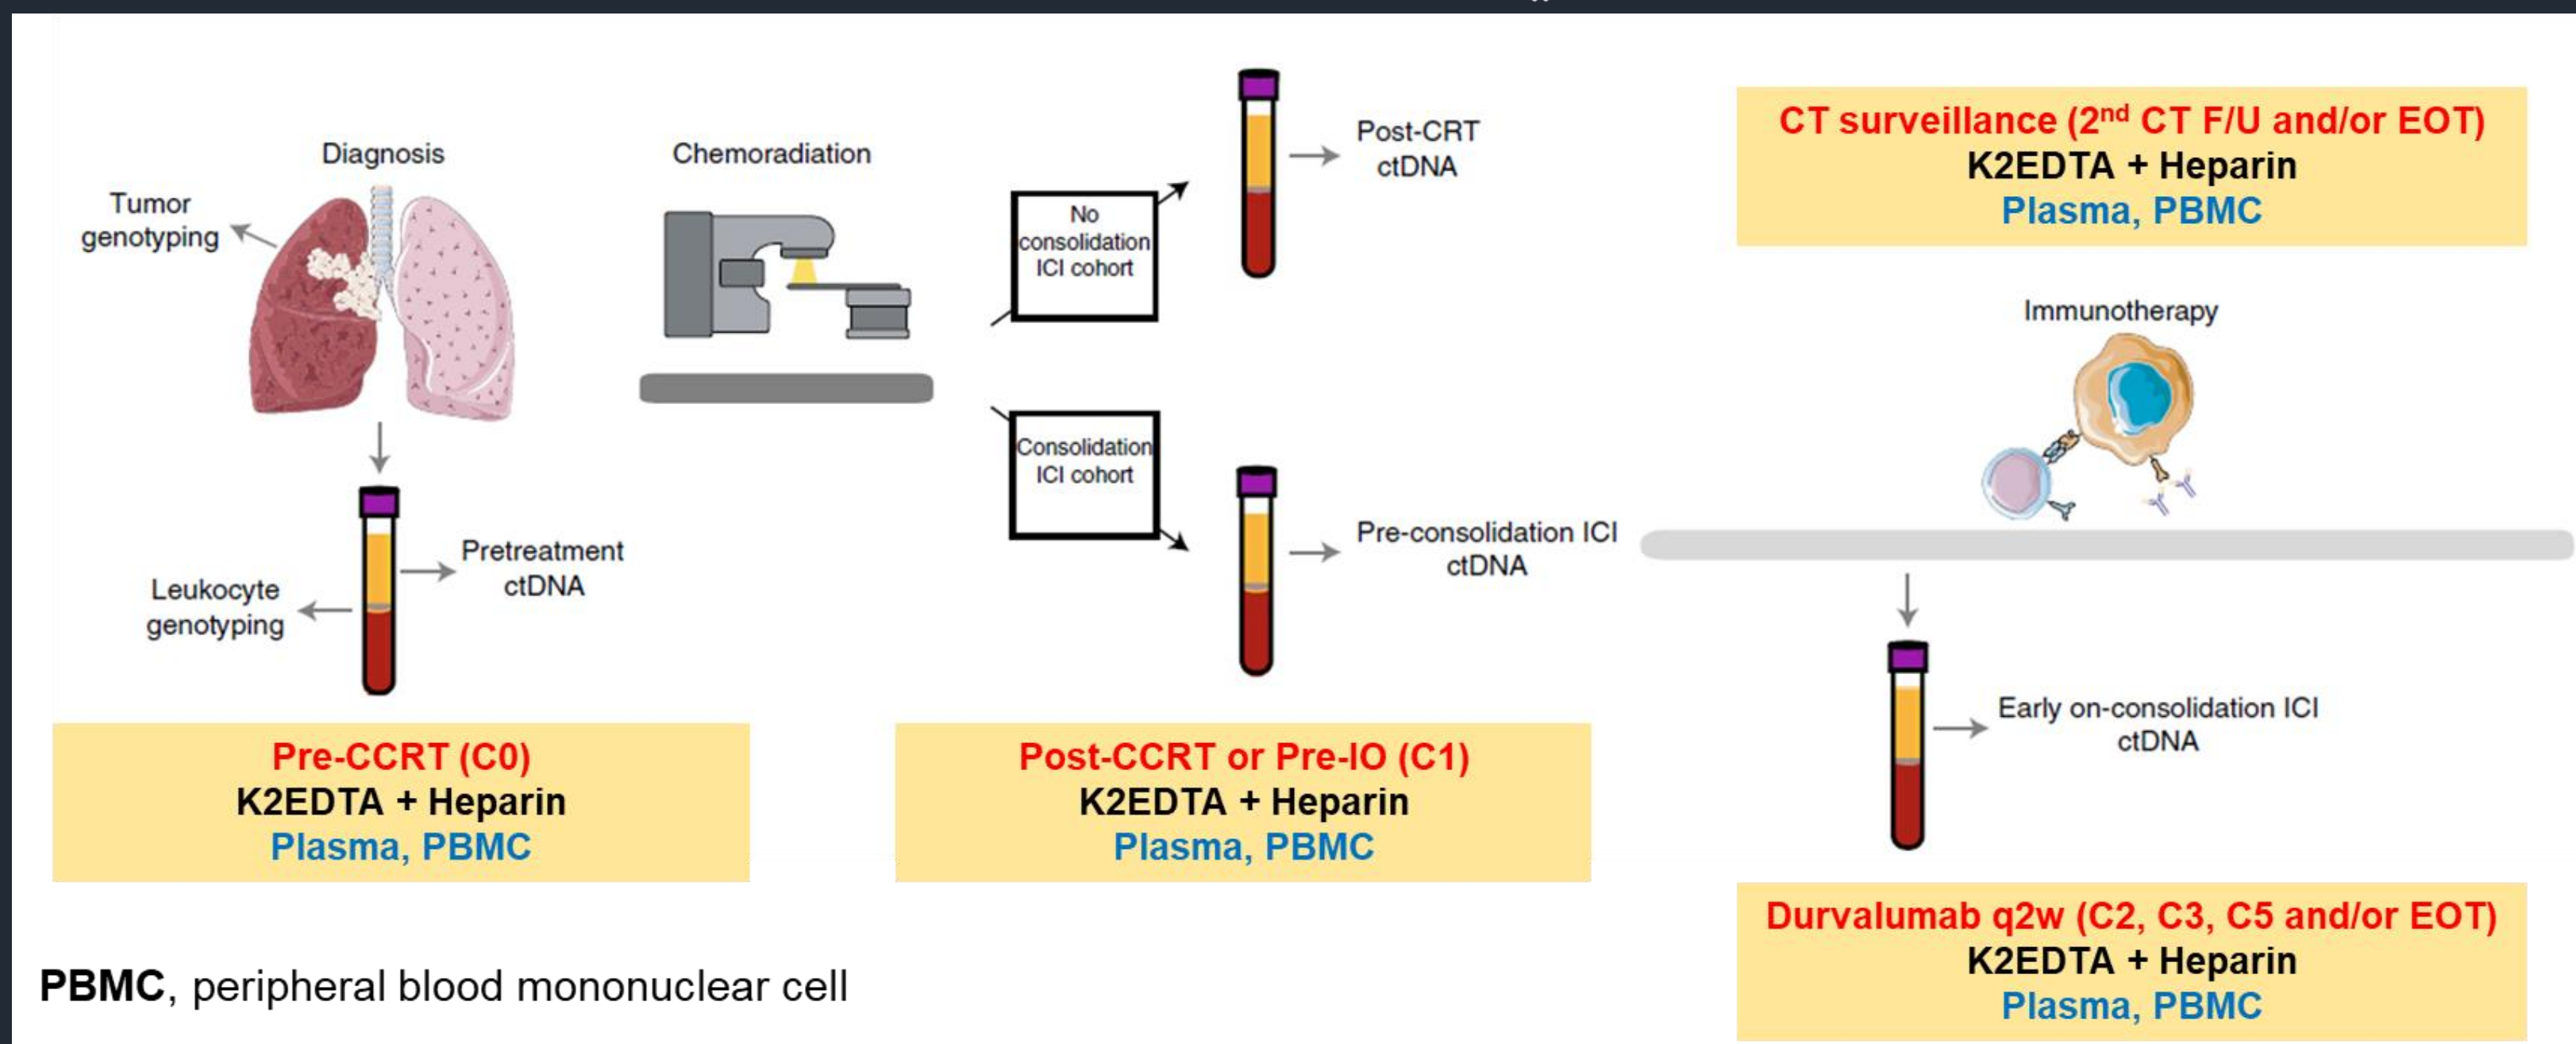 Diagnosis
Tumor
genotyping
Leukocyte
genotyping
Pretreatment
ctDNA
Pre-CCRT (C0)
K2EDTA + Heparin
Plasma, PBMC
Chemoradiation
No
consolidation
ICI cohort
Post-CRT
ctDNA
Consolidation
ICI cohort
Pre-consolidation ICI
ctDNA
Post-CCRT or Pre-IO (C1)
K2EDTA + Heparin
Plasma, PBMC
CT surveillance (2nd CT F/U and/or EOT)
K2EDTA + Heparin
Plasma, PBMC
Immunotherapy
Early on-consolidation ICI
ctDNA
Durvalumab q2w (C2, C3, C5 and/or EOT)
K2EDTA + Heparin
Plasma, PBMC
PBMC, peripheral blood mononuclear cell